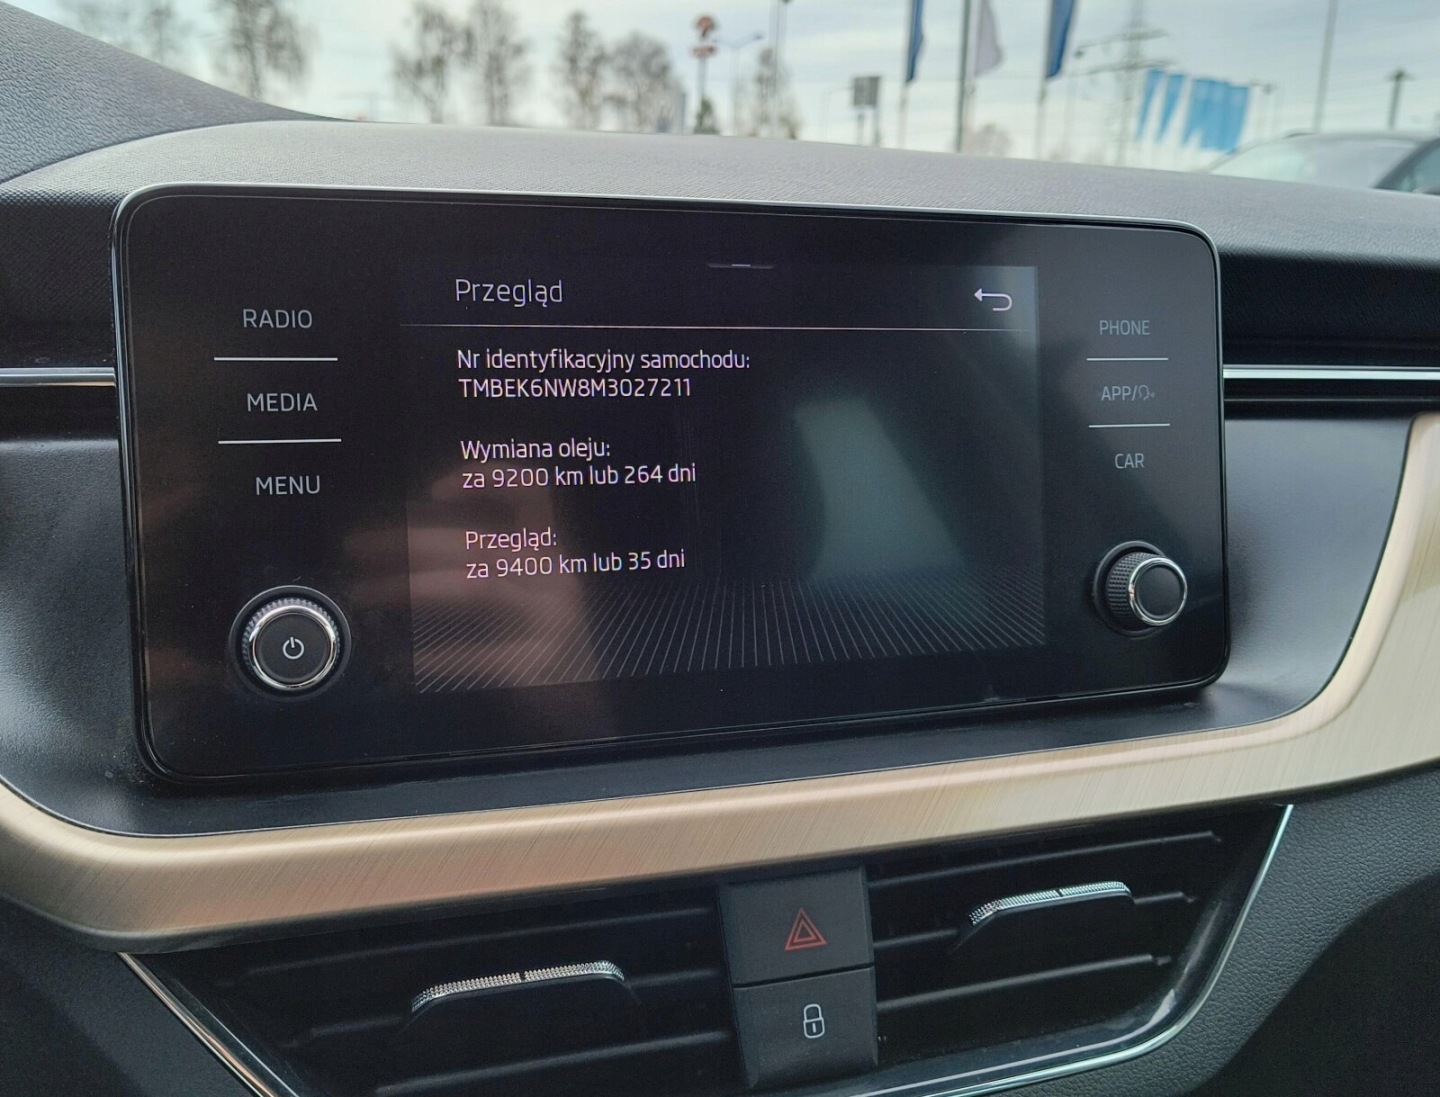 Przegląd
RADIO
MEDIA
MENU
Nr identyfikacyjny samochodu:
TMBEK6NW8M3027211
Wymiana oleju:
za 9200 km lub 264 dni
Przegląd:
za 9400 km lub 35 dni
PHONE
APP/
CAR